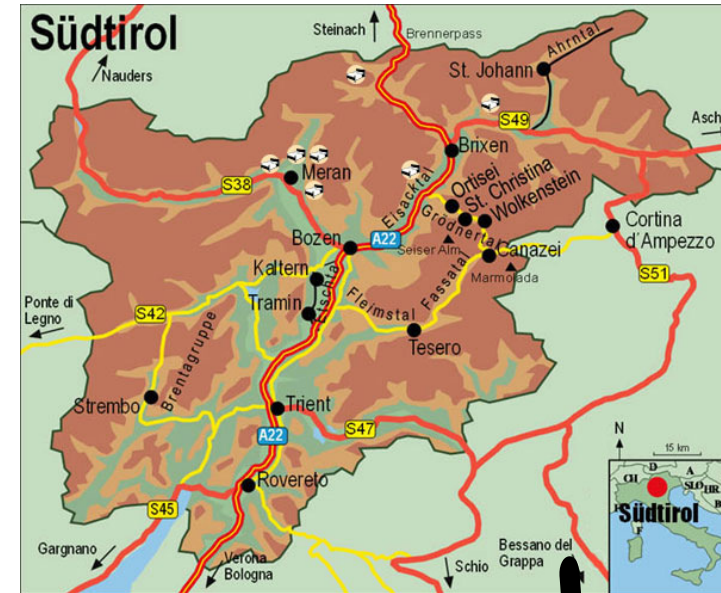 Südtirol
Steinach
Brennerpass
Nauders
St. Johann
Ahrntal
S49
Asch
Brixen
Meran
S38
Eisacktal
Ortisei
St. Christina
Wolkenstein
Grödnertal
Bozen
A22
Seiser Alm
Canazei
Cortina
d´Ampezzo
Kaltern
Marmolada
S51
Etschtal
Fassatal
Fleimstal
Tramin
Ponte di
Legno
S42
Brentagruppe
Tesero
Strembo
Trient
A22
S47
N
15 km
Rovereto
S45
D
A
CH
SLO
HR
F
Südtirol
Gargnano
Verona
Bologna
Schio
Bessano del
Grappa